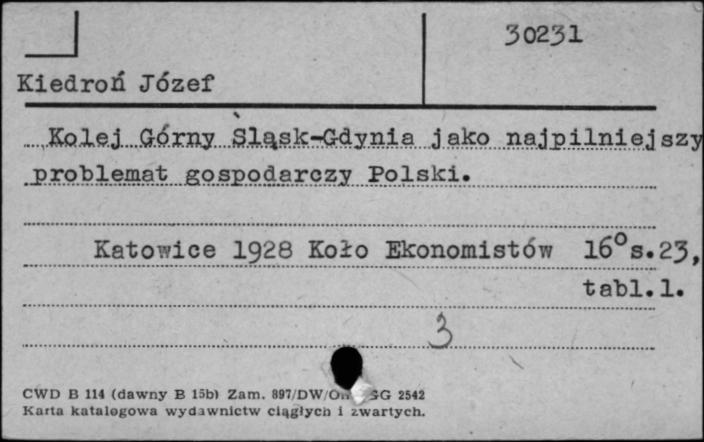 30231
Kiedroń Józef
Kolej Górny Śląsk-Gdynia jako najpilniejszy
problemat gospodarczy Polski.
Katowice 1928 Koło Ekonomistów 16° s.23,
tabl.1.
3
CWD B 114 (dawny B 15b) Zam. 897/DW/ GG 2542
Karta katalogowa wydawnictw ciągłych i zwartych.